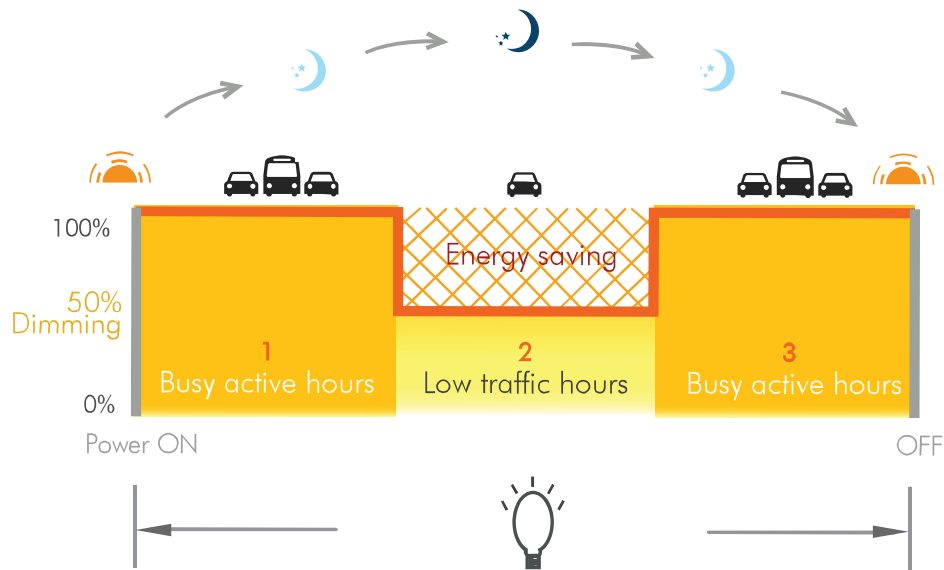 100%
Energy saving
50%
Dimming
1
2
3
Busy active hours
Low traffic hours
Busy active hours
0%
Power ON
OFF